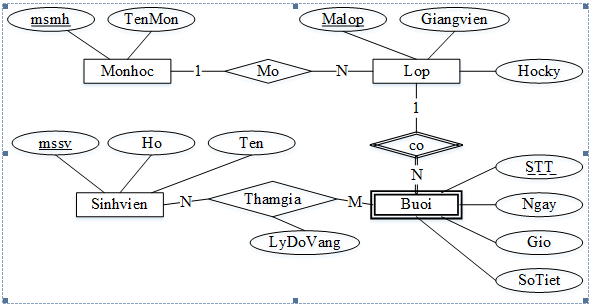 msmh
TenMon
Malop
Giangvien
Monhoc
1
Mo
N
Lop
Hocky
1
mssv
Ho
Ten
co
N
STT
Sinhvien
N
Thamgia
M
Buoi
Ngay
LyDoVang
Gio
SoTiet